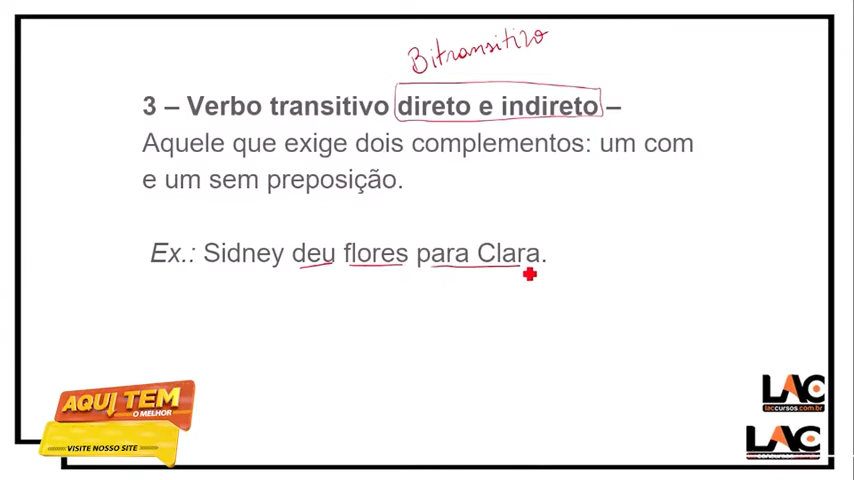 Bitransitivo
3 – Verbo transitivo direto e indireto –
Aquele que exige dois complementos: um com
e um sem preposição.
Ex.: Sidney deu flores para Clara.
AQUI TEM
O MELHOR
VISITE NOSSO SITE
LAC
laccursos.com.br
LAC